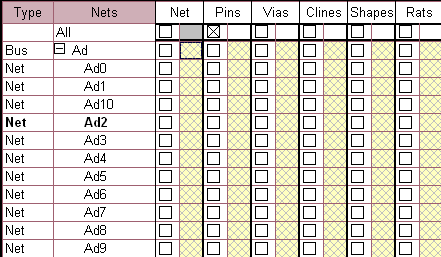 Type Nets Net Pins Vias Clines Shapes Rats
All
Bus Ad
Net Ad0
Net Ad1
Net Ad10
Net Ad2
Net Ad3
Net Ad4
Net Ad5
Net Ad6
Net Ad7
Net Ad8
Net Ad9